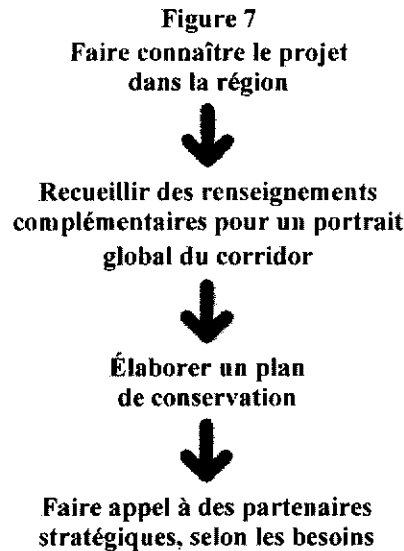 Figure 7
Faire connaître le projet
dans la région
Recueillir des renseignements
complémentaires pour un portrait
global du corridor
Élaborer un plan
de conservation
Faire appel à des partenaires
stratégiques, selon les besoins